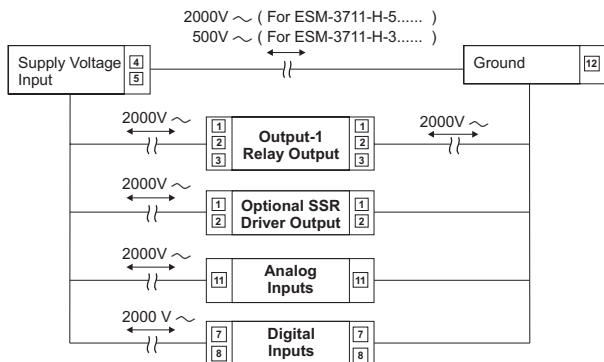 2000V ~ ( For ESM-3711-H-5...... )
500V ~ ( For ESM-3711-H-3...... )
Supply Voltage
Input
4
5
Ground
12
2000V ~
1
2
3
Output-1
Relay Output
1
2
3
2000V ~
2000V ~
1
2
Optional SSR
Driver Output
1
2
2000V ~
11
Analog
Inputs
11
2000 V ~
7
8
Digital
Inputs
7
8